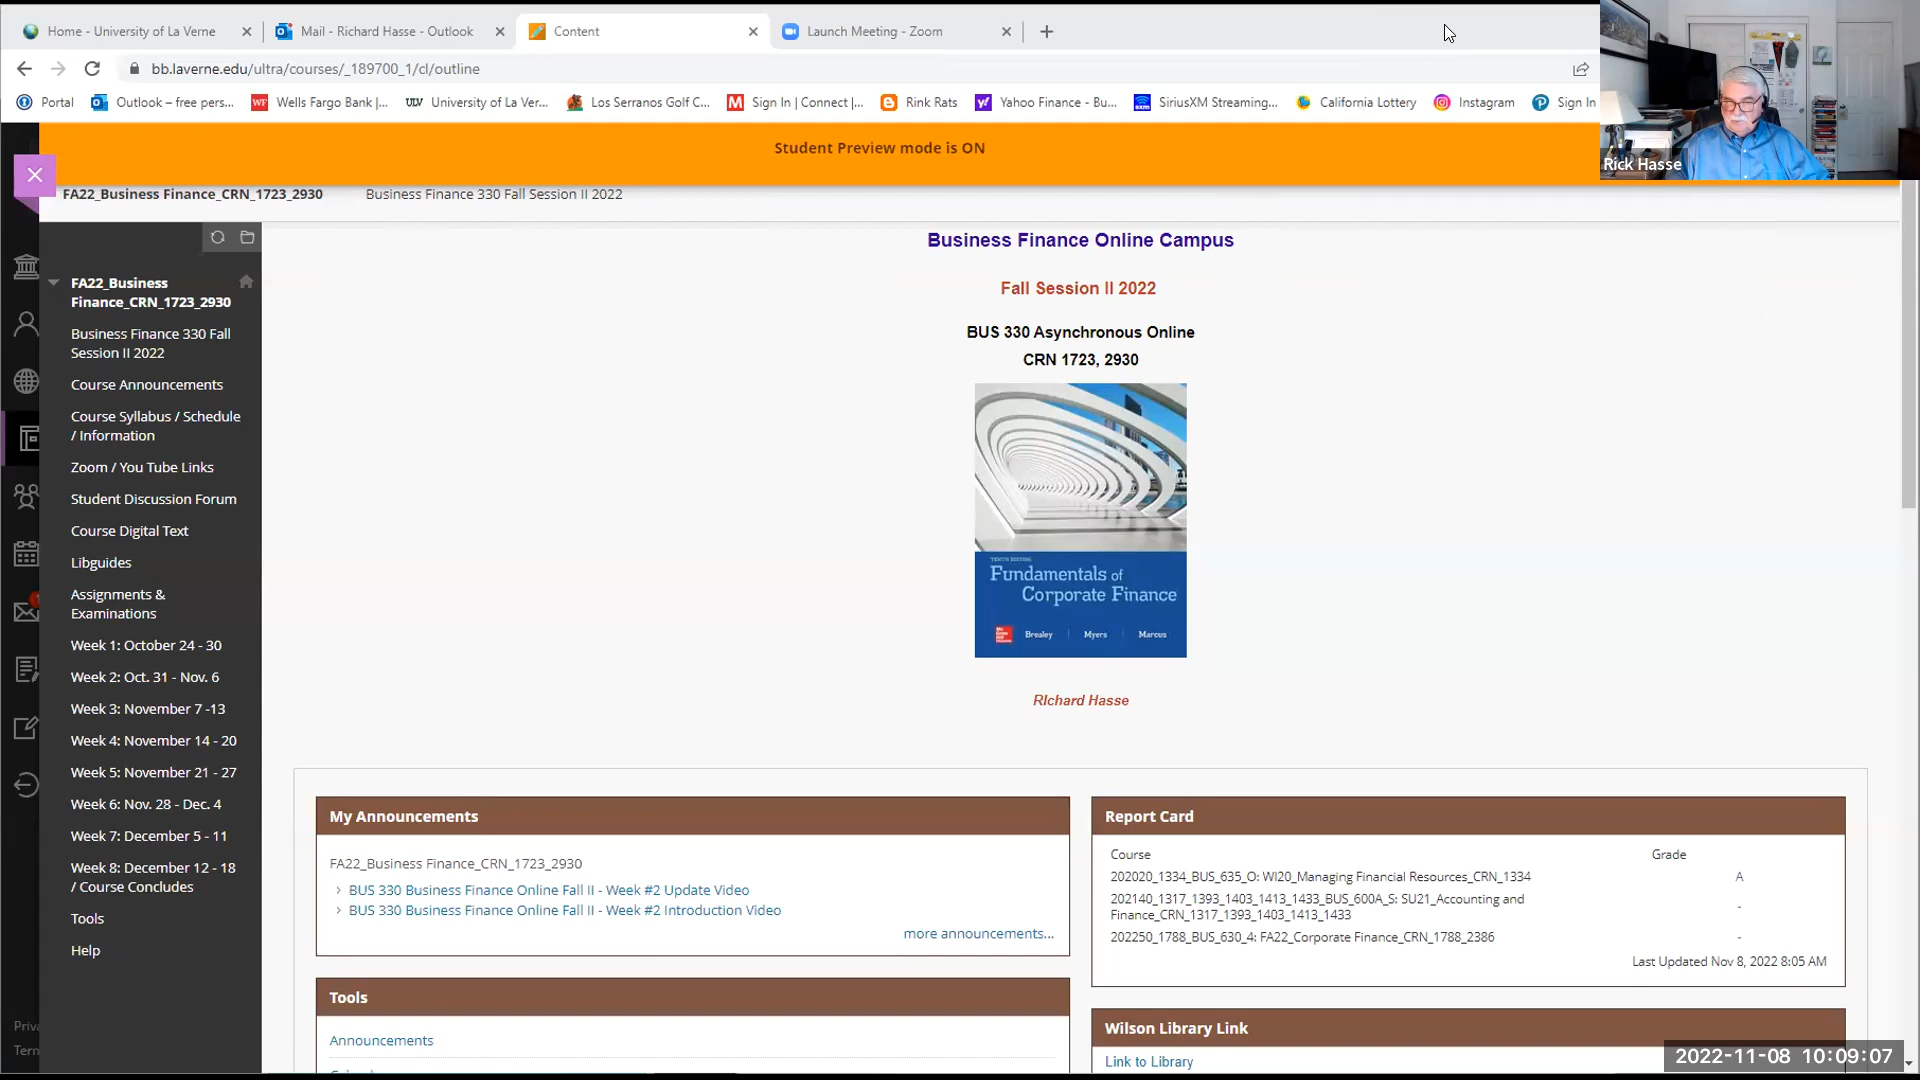 Home - University of La Verne
Mail - Richard Hasse - Outlook
Content
Launch Meeting - Zoom
bb.laverne.edu/ultra/courses/_189700_1/cl/outline
Portal
Outlook – free pers...
WF
Wells Fargo Bank |...
ULV
University of La Ver...
Los Serranos Golf C...
M
Sign In | Connect |...
Rink Rats
Yahoo Finance - Bu...
SiriusXM Streaming...
California Lottery
Instagram
Sign In
Rick Hasse
Student Preview mode is ON
FA22_Business Finance_CRN_1723_2930
Business Finance 330 Fall Session II 2022
FA22_Business
Finance_CRN_1723_2930
Business Finance 330 Fall
Session II 2022
Course Announcements
Course Syllabus / Schedule
/ Information
Zoom / You Tube Links
Student Discussion Forum
Course Digital Text
Libguides
Assignments &
Examinations
Week 1: October 24 - 30
Week 2: Oct. 31 - Nov. 6
Week 3: November 7 -13
Week 4: November 14 - 20
Week 5: November 21 - 27
Week 6: Nov. 28 - Dec. 4
Week 7: December 5 - 11
Week 8: December 12 - 18
/ Course Concludes
Tools
Help
Priva
Term
Business Finance Online Campus
Fall Session II 2022
BUS 330 Asynchronous Online
CRN 1723, 2930
TENTH EDITION
Fundamentals of
Corporate Finance
Brealey | Myers | Marcus
RIchard Hasse
My Announcements
FA22_Business Finance_CRN_1723_2930
BUS 330 Business Finance Online Fall II - Week #2 Update Video
BUS 330 Business Finance Online Fall II - Week #2 Introduction Video
more announcements...
Tools
Announcements
Report Card
Course Grade
202020_1334_BUS_635_O: WI20_Managing Financial Resources_CRN_1334 A
202140_1317_1393_1403_1413_1433_BUS_600A_S: SU21_Accounting and
Finance_CRN_1317_1393_1403_1413_1433 -
202250_1788_BUS_630_4: FA22_Corporate Finance_CRN_1788_2386 -
Last Updated Nov 8, 2022 8:05 AM
Wilson Library Link
Link to Library
2022-11-08 10:09:07